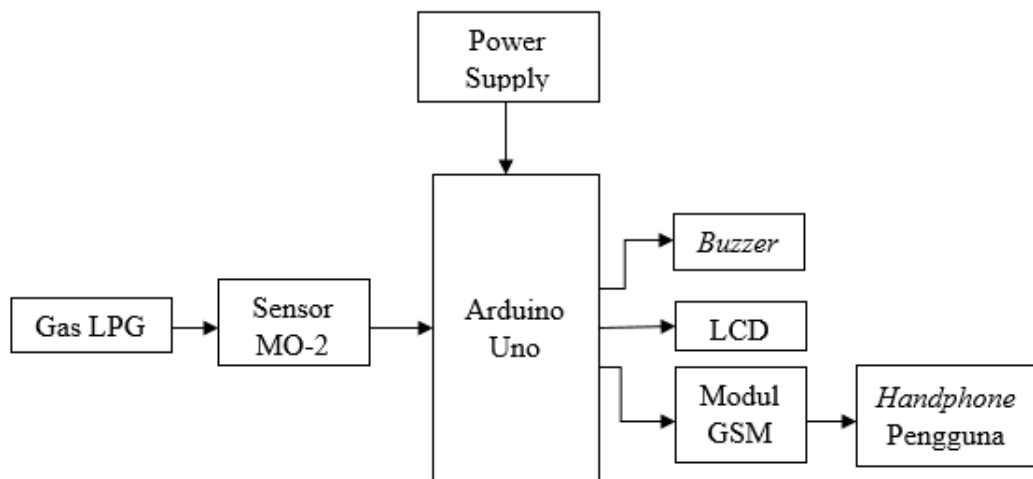 Power
Supply
Gas LPG
Sensor
MO-2
Arduino
Uno
Buzzer
LCD
Modul
GSM
Handphone
Pengguna